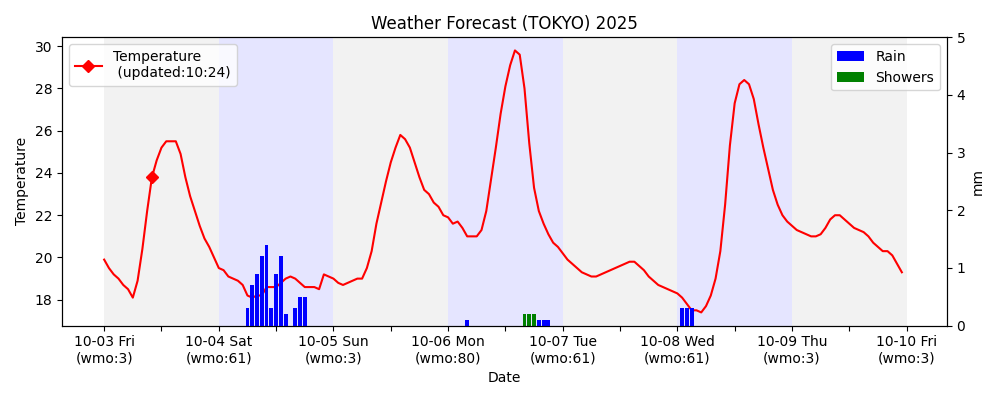 Weather Forecast (TOKYO) 2025
Temperature
(updated:10:24)
Rain
Showers
30
28
26
24
22
20
18
Temperature
5
4
3
2
1
0
mm
10-03 Fri
(wmo:3)
10-04 Sat
(wmo:61)
10-05 Sun
(wmo:3)
10-06 Mon
(wmo:80)
10-07 Tue
(wmo:61)
10-08 Wed
(wmo:61)
10-09 Thu
(wmo:3)
10-10 Fri
(wmo:3)
Date